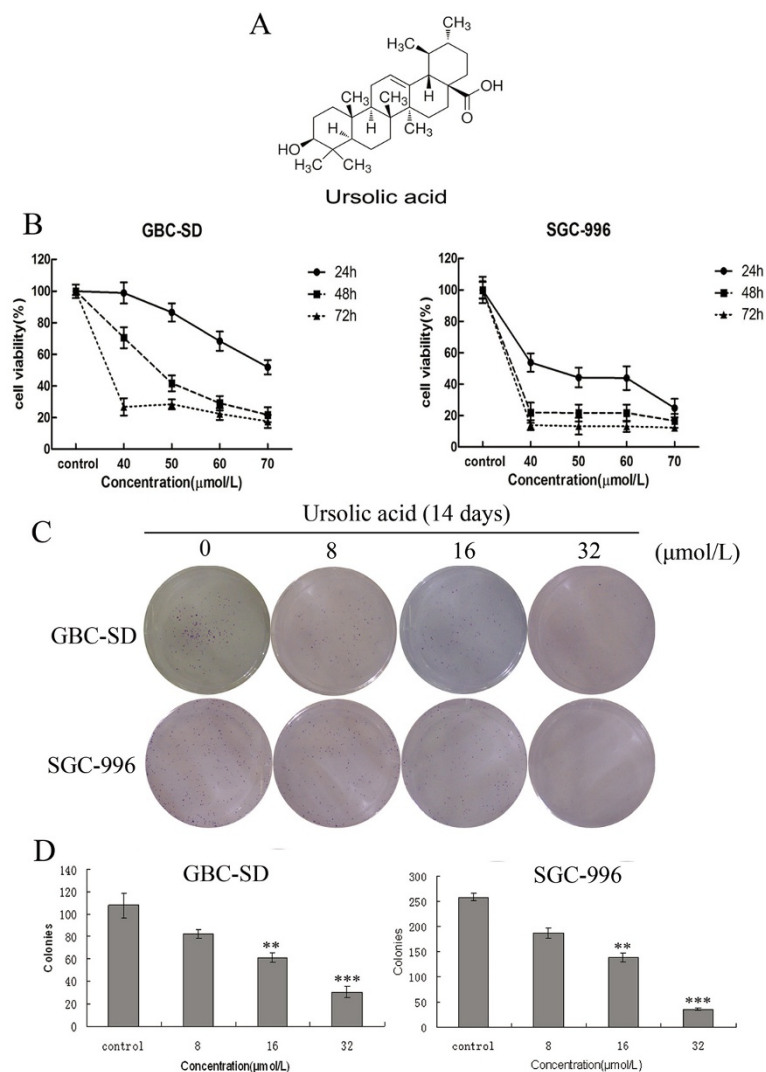 A
H₃C
CH₃
CH₃
CH₃
CH₃
H
OH
O
H
H
CH₃
HO
H₃C
CH₃
Ursolic acid
B
GBC-SD
120
100
80
60
40
20
0
cell viability(%)
control
40
50
60
70
Concentration(μmol/L)
24h
48h
72h
SGC-996
120
100
80
60
40
20
0
cell viability(%)
control
40
50
60
70
Concentration(μmol/L)
24h
48h
72h
C
Ursolic acid (14 days)
0 8 16 32 (μmol/L)
GBC-SD
SGC-996
D
GBC-SD
120
100
80
60
40
20
0
Colonies
**
***
control 8 16 32
Concentration(μmol/L)
SGC-996
300
250
200
150
100
50
0
Colonies
**
***
control 8 16 32
Concentration(μmol/L)